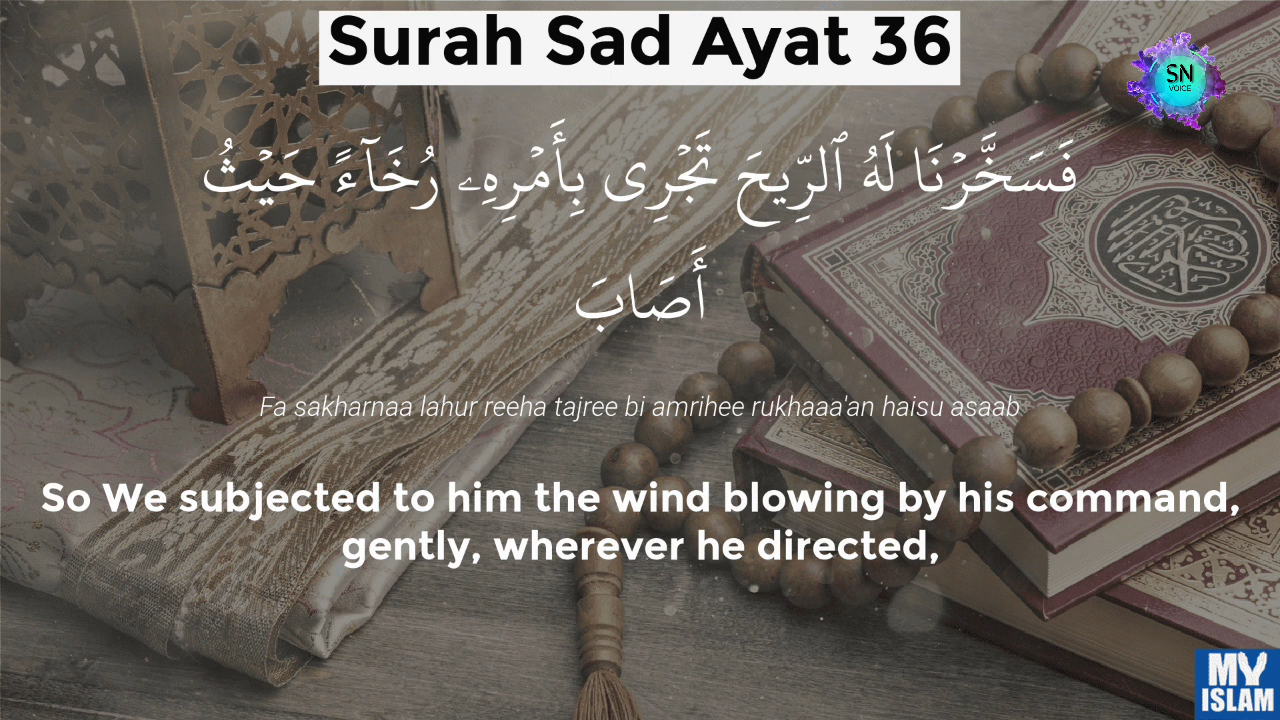 Surah Sad Ayat 36
SN
VOICE
فَسَخَّرْنَا لَهُ ٱلرِّيحَ تَجْرِى بِأَمْرِهِۦ رُخَآءً حَيْثُ
أَصَابَ
Fa sakharnaa lahur reeha tajree bi amrihee rukhaaa'an haisu asaab
So We subjected to him the wind blowing by his command,
gently, wherever he directed,
MY
ISLAM